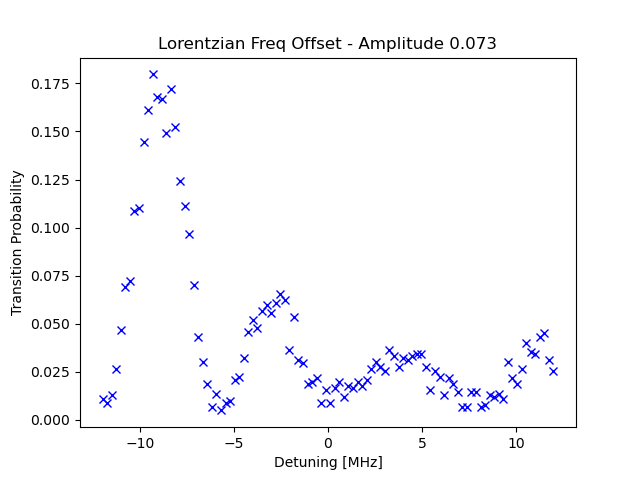 Lorentzian Freq Offset - Amplitude 0.073
Transition Probability
0.175
0.150
0.125
0.100
0.075
0.050
0.025
0.000
−10 −5 0 5 10
Detuning [MHz]